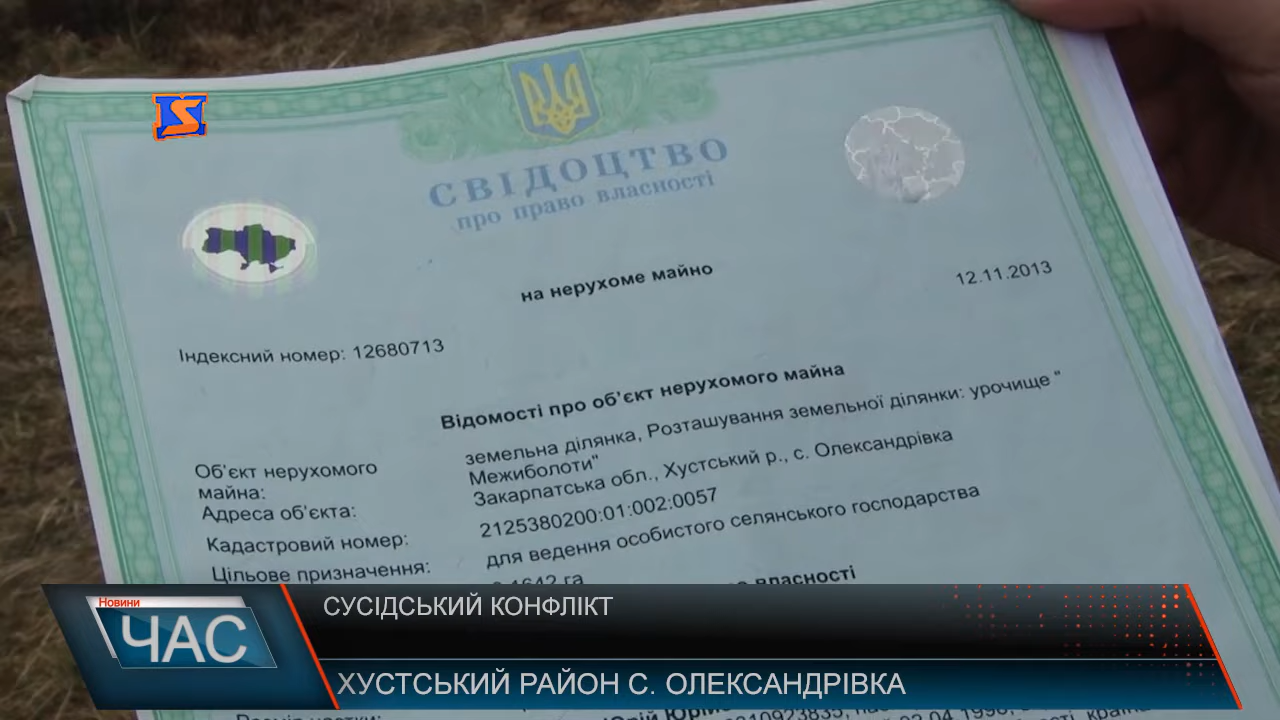 СВІДОЦТВО
про право власності
на нерухоме майно
12.11.2013
Індексний номер: 12680713
Відомості про об'єкт нерухомого майна
Об'єкт нерухомого майна:
земельна ділянка, Розташування земельної ділянки: урочище "
Межиболоти"
Адреса об'єкта:
Закарпатська обл., Хустський р., с. Олександрівка
Кадастровий номер:
2125380200:01:002:0057
Цільове призначення:
для ведення особистого селянського господарства
власності
Новини
ЧАС
СУСІДСЬКИЙ КОНФЛІКТ
ХУСТСЬКИЙ РАЙОН С. ОЛЕКСАНДРІВКА